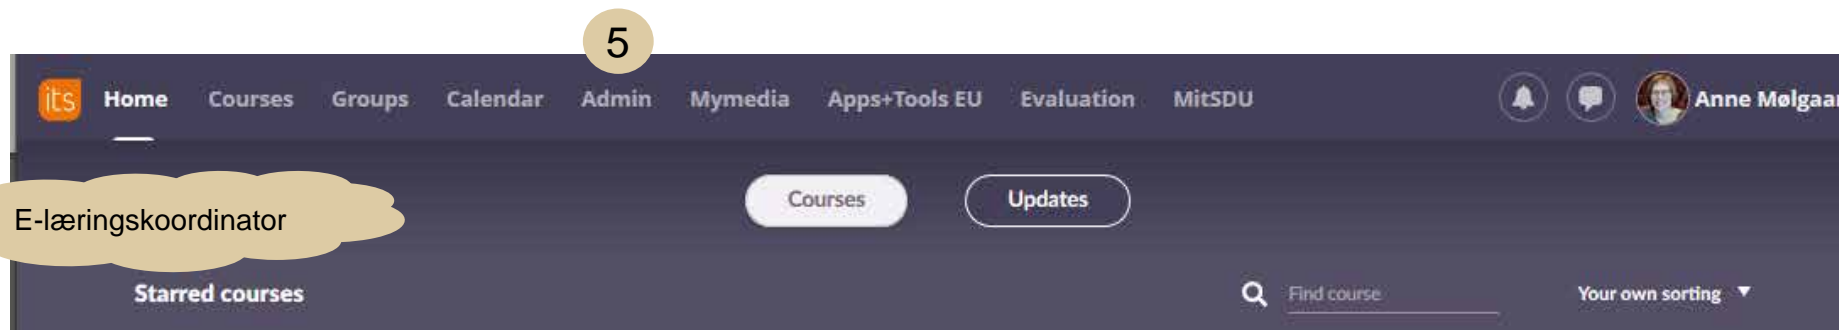 5
its Home Courses Groups Calendar Admin Mymedia Apps+Tools EU Evaluation MitSDU Anne Mølgaar
Courses Updates
E-læringskoordinator
Starred courses Find course Your own sorting